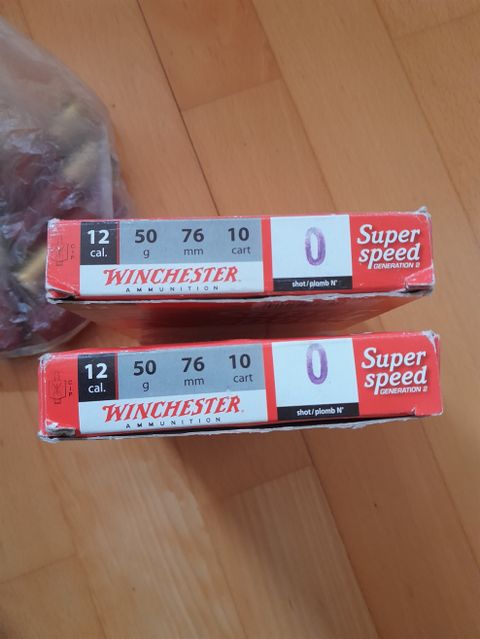 12 50 76 10 0 Super
cal. g mm cart speed
WINCHESTER GENERATION 2
AMMUNITION shot/plomb N°
12 50 76 10 0 Super
cal. g mm cart speed
WINCHESTER GENERATION 2
AMMUNITION shot/plomb N°